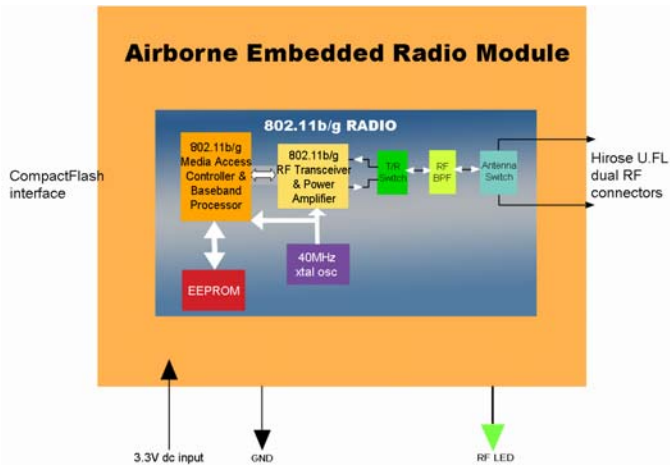 Airborne Embedded Radio Module
802.11b/g RADIO
802.11b/g
Media Access
Controller &
Baseband
Processor
802.11b/g
RF Transceiver
& Power
Amplifier
T/R
Switch
RF
BPF
Antenna
Switch
40MHz
xtal osc
EEPROM
CompactFlash
interface
Hirose U.FL
dual RF
connectors
3.3V dc input
GND
RF LED